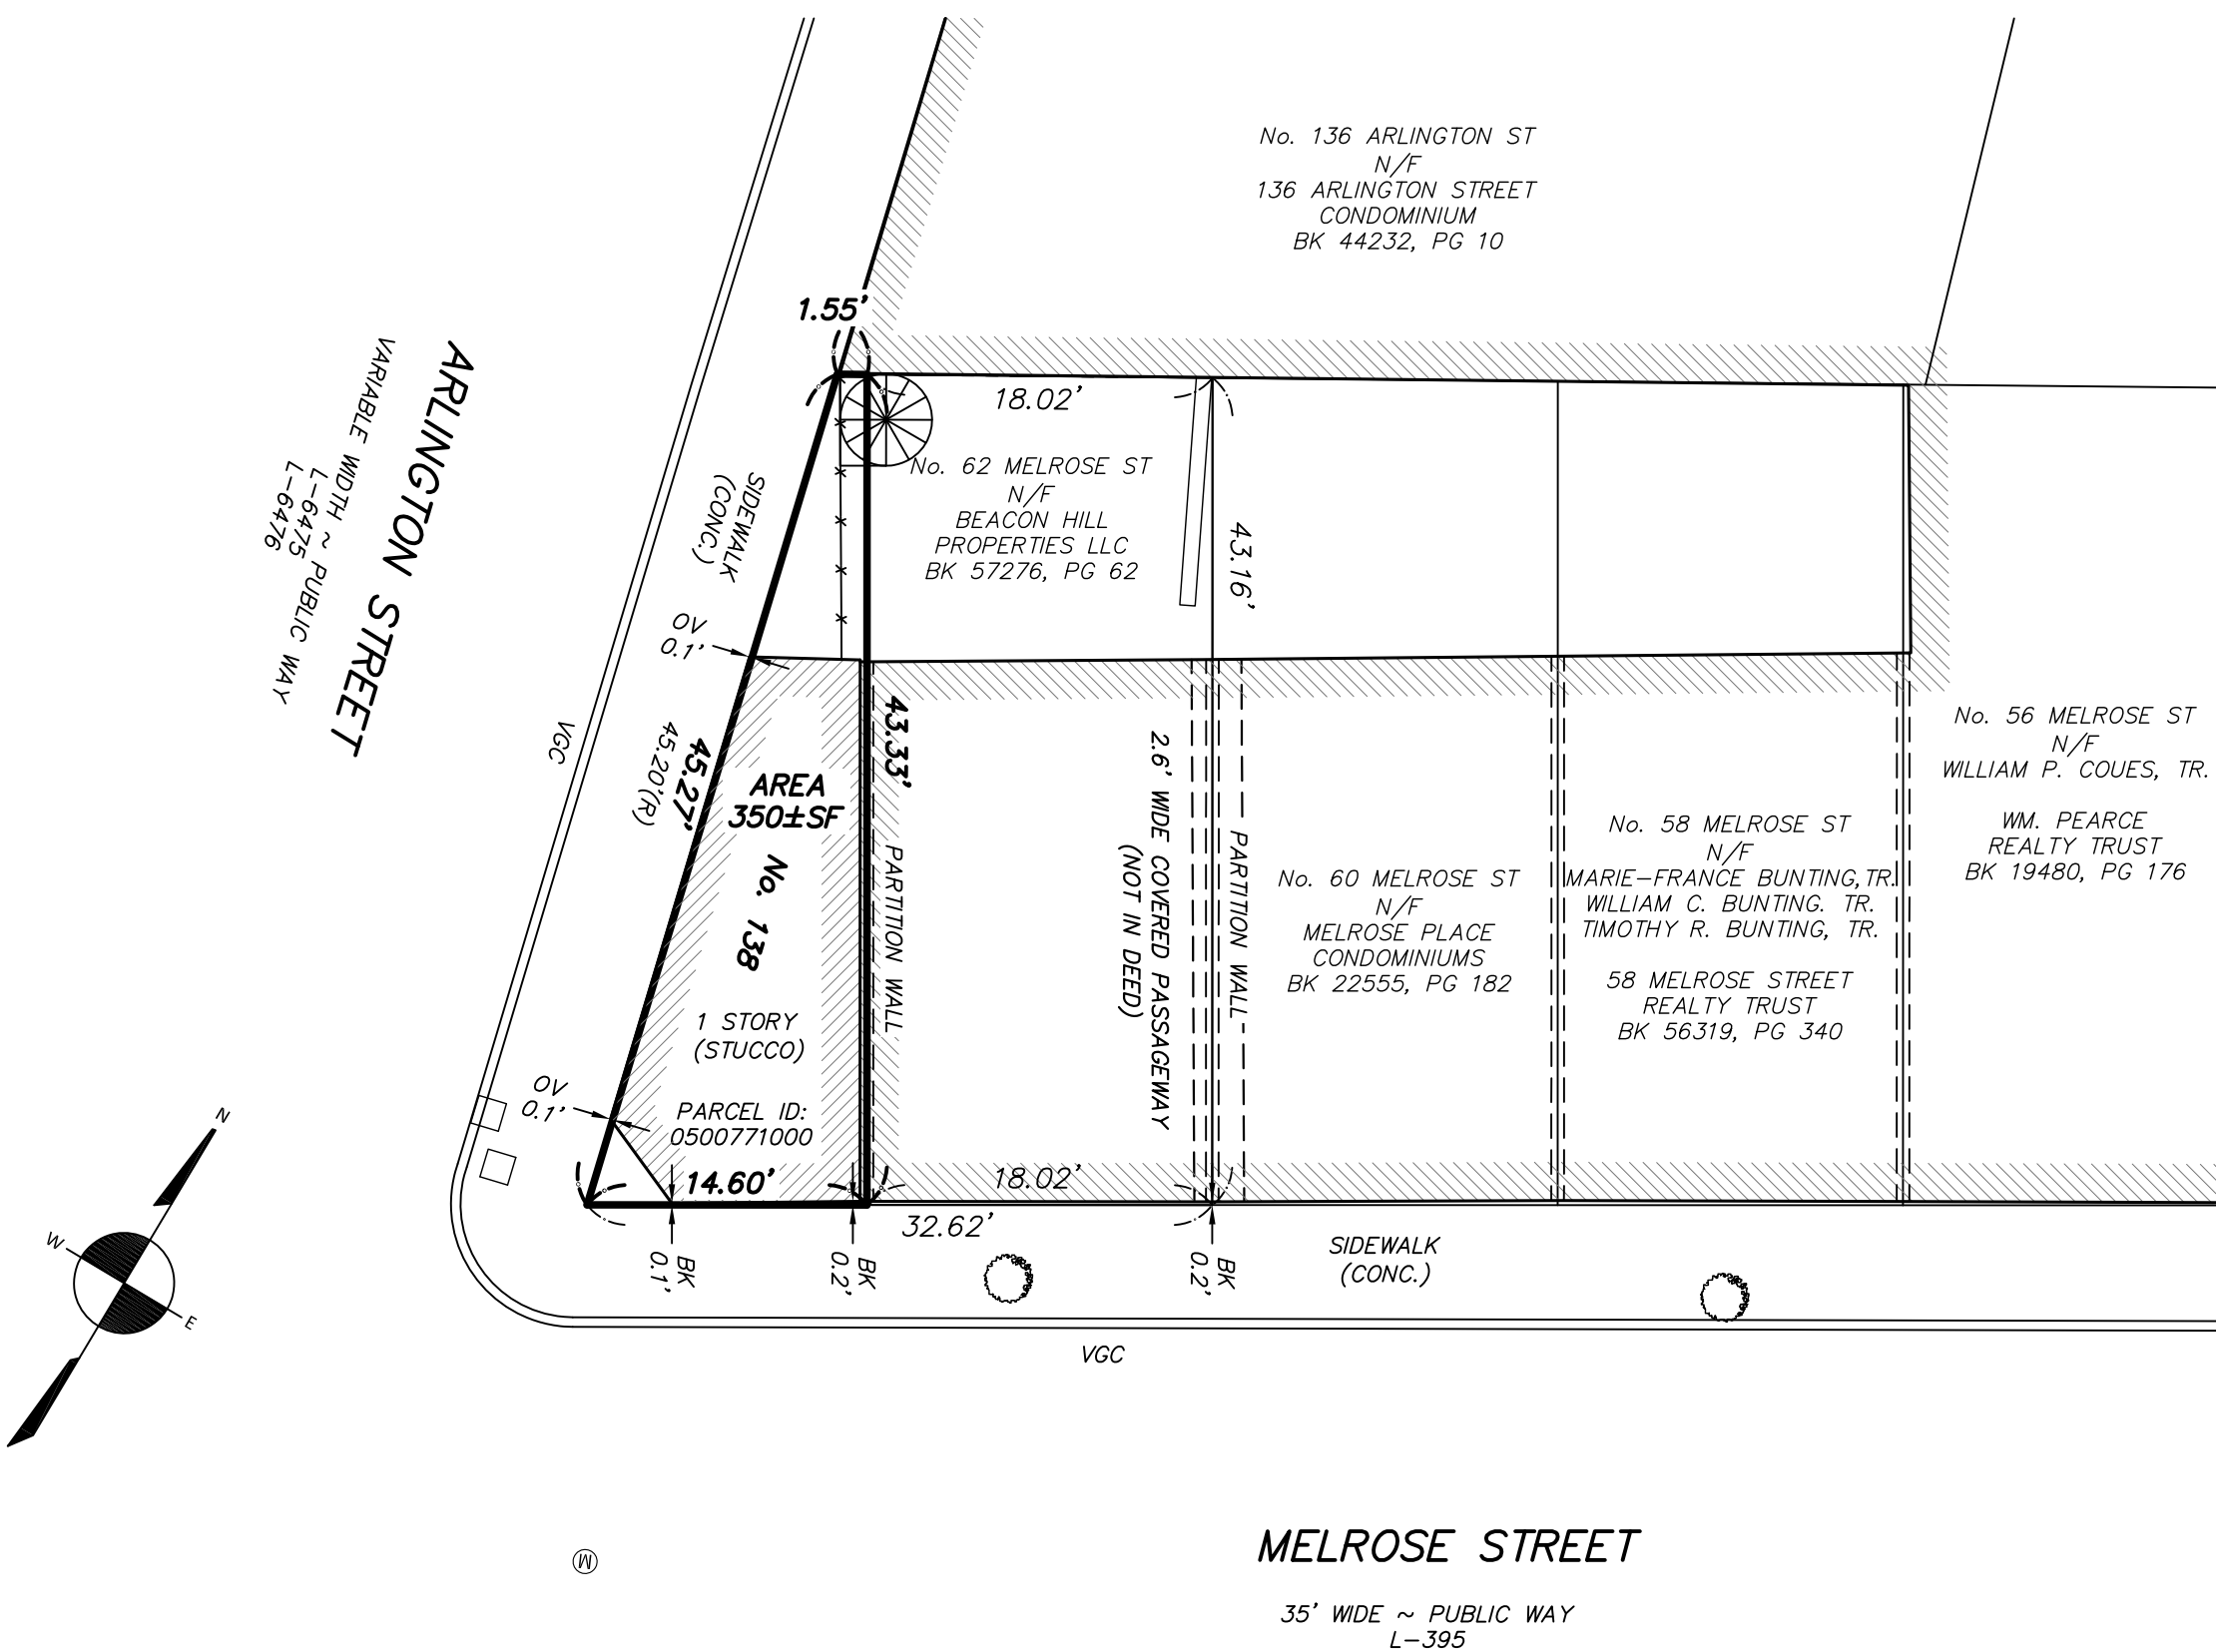 No. 136 ARLINGTON ST
N/F
136 ARLINGTON STREET
CONDOMINIUM
BK 44232, PG 10
1.55'
ARLINGTON STREET
VARIABLE WIDTH ~ PUBLIC WAY
L-6475
L-6476
SIDEWALK
(CONC.)
18.02'
No. 62 MELROSE ST
N/F
BEACON HILL
PROPERTIES LLC
BK 57276, PG 62
43.16'
OV
0.1'
VGC
45.27'
45.20'(R)
43.33'
AREA
350±SF
No. 138
1 STORY
(STUCCO)
PARCEL ID:
0500771000
14.60'
PARTITION WALL
2.6' WIDE COVERED PASSAGEWAY
(NOT IN DEED)
PARTITION WALL
No. 60 MELROSE ST
N/F
MELROSE PLACE
CONDOMINIUMS
BK 22555, PG 182
No. 58 MELROSE ST
N/F
MARIE-FRANCE BUNTING,TR.
WILLIAM C. BUNTING. TR.
TIMOTHY R. BUNTING, TR.
58 MELROSE STREET
REALTY TRUST
BK 56319, PG 340
No. 56 MELROSE ST
N/F
WILLIAM P. COUES, TR.
WM. PEARCE
REALTY TRUST
BK 19480, PG 176
OV
0.1'
N
W
E
18.02'
32.62'
BK
0.1'
BK
0.2'
BK
0.2'
SIDEWALK
(CONC.)
VGC
M
MELROSE STREET
35' WIDE ~ PUBLIC WAY
L-395